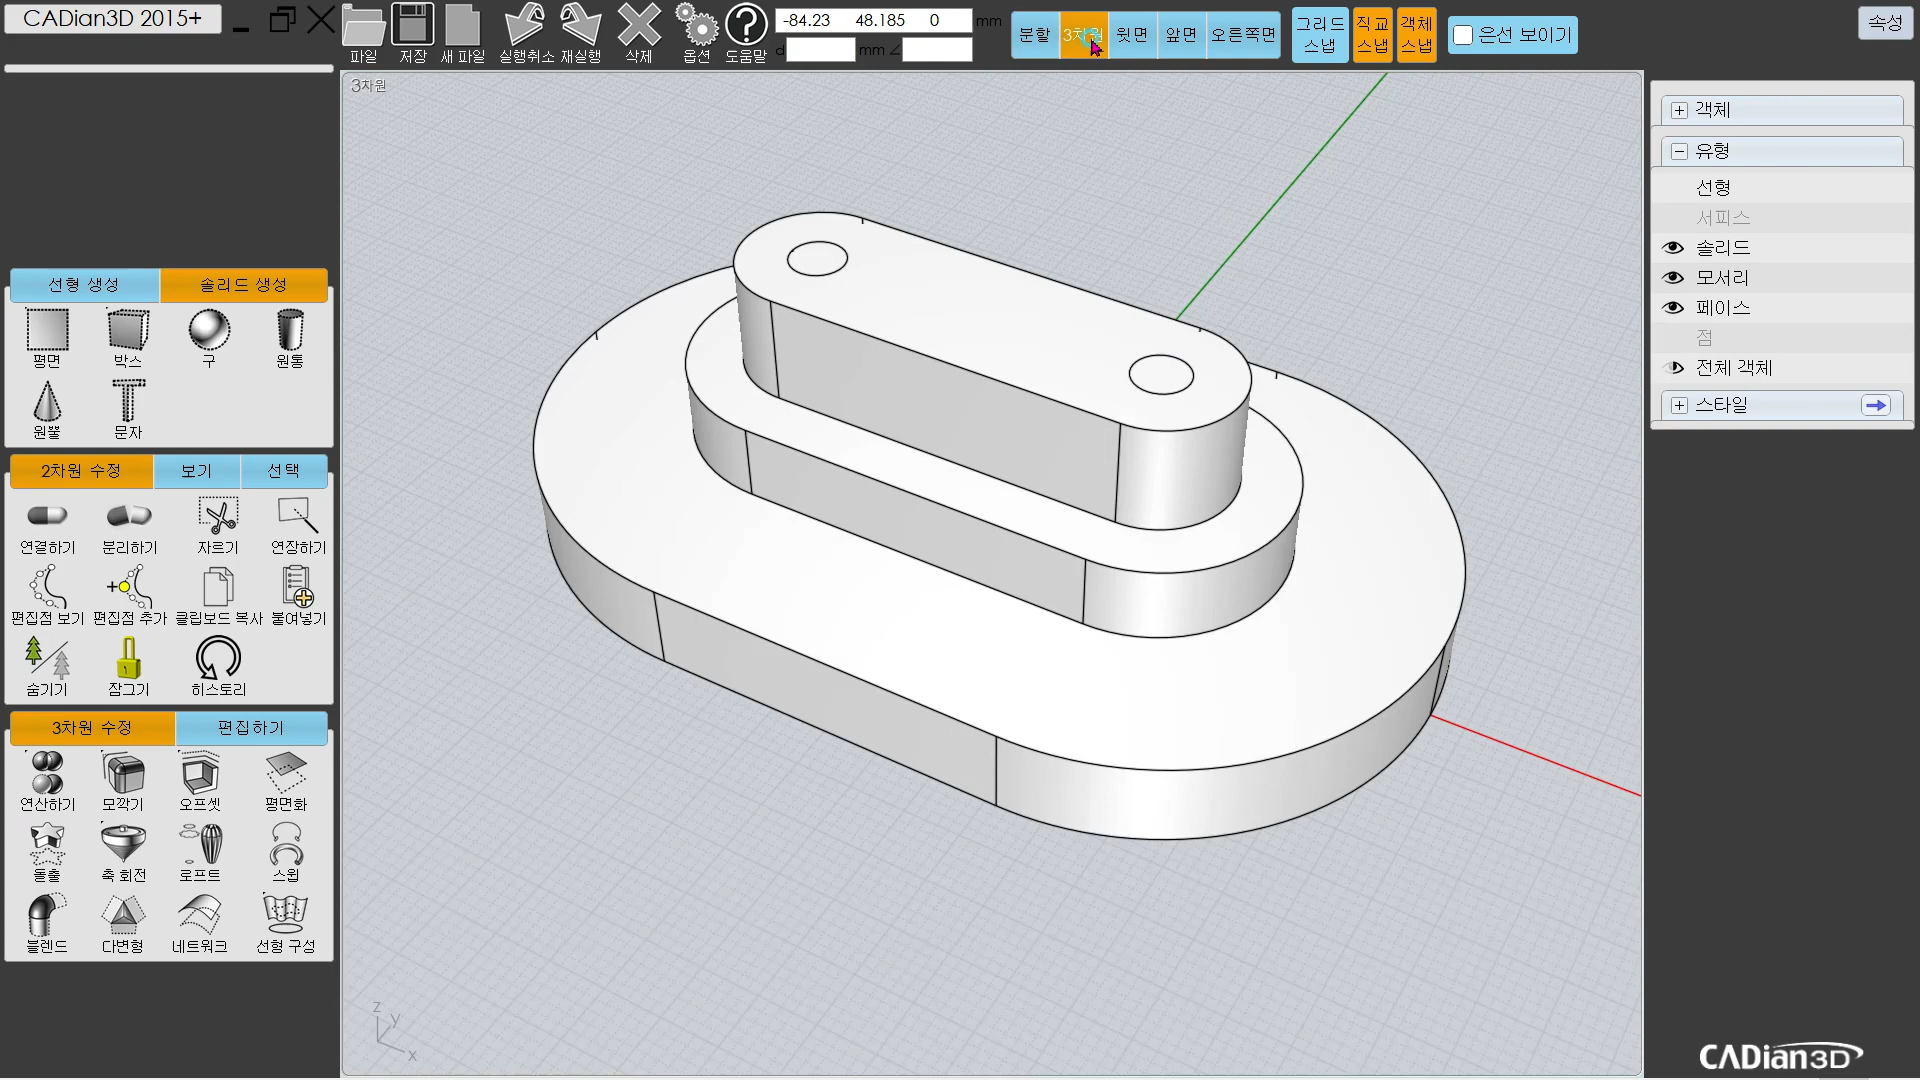 CADian3D 2015+
파일 저장 새 파일 실행취소 재실행 삭제 옵션 도움말
-84.23 48.185 0 mm
d mm ∠
분할 3차원 윗면 앞면 오른쪽면
그리드 스냅
직교 스냅
객체 스냅
은선 보이기
속성
3차원
선형 생성 솔리드 생성
평면 박스 구 원통
원뿔 문자
2차원 수정 보기 선택
연결하기 분리하기 자르기 연장하기
편집점 보기 편집점 추가 클립보드 복사 붙여넣기
숨기기 잠그기 히스토리
3차원 수정 편집하기
연산하기 모깍기 오프셋 평면화
돌출 축 회전 로프트 스윕
블렌드 다변형 네트워크 선형 구성
객체
유형
선형
서피스
솔리드
모서리
페이스
점
전체 객체
스타일
z
y
x
CADian3D